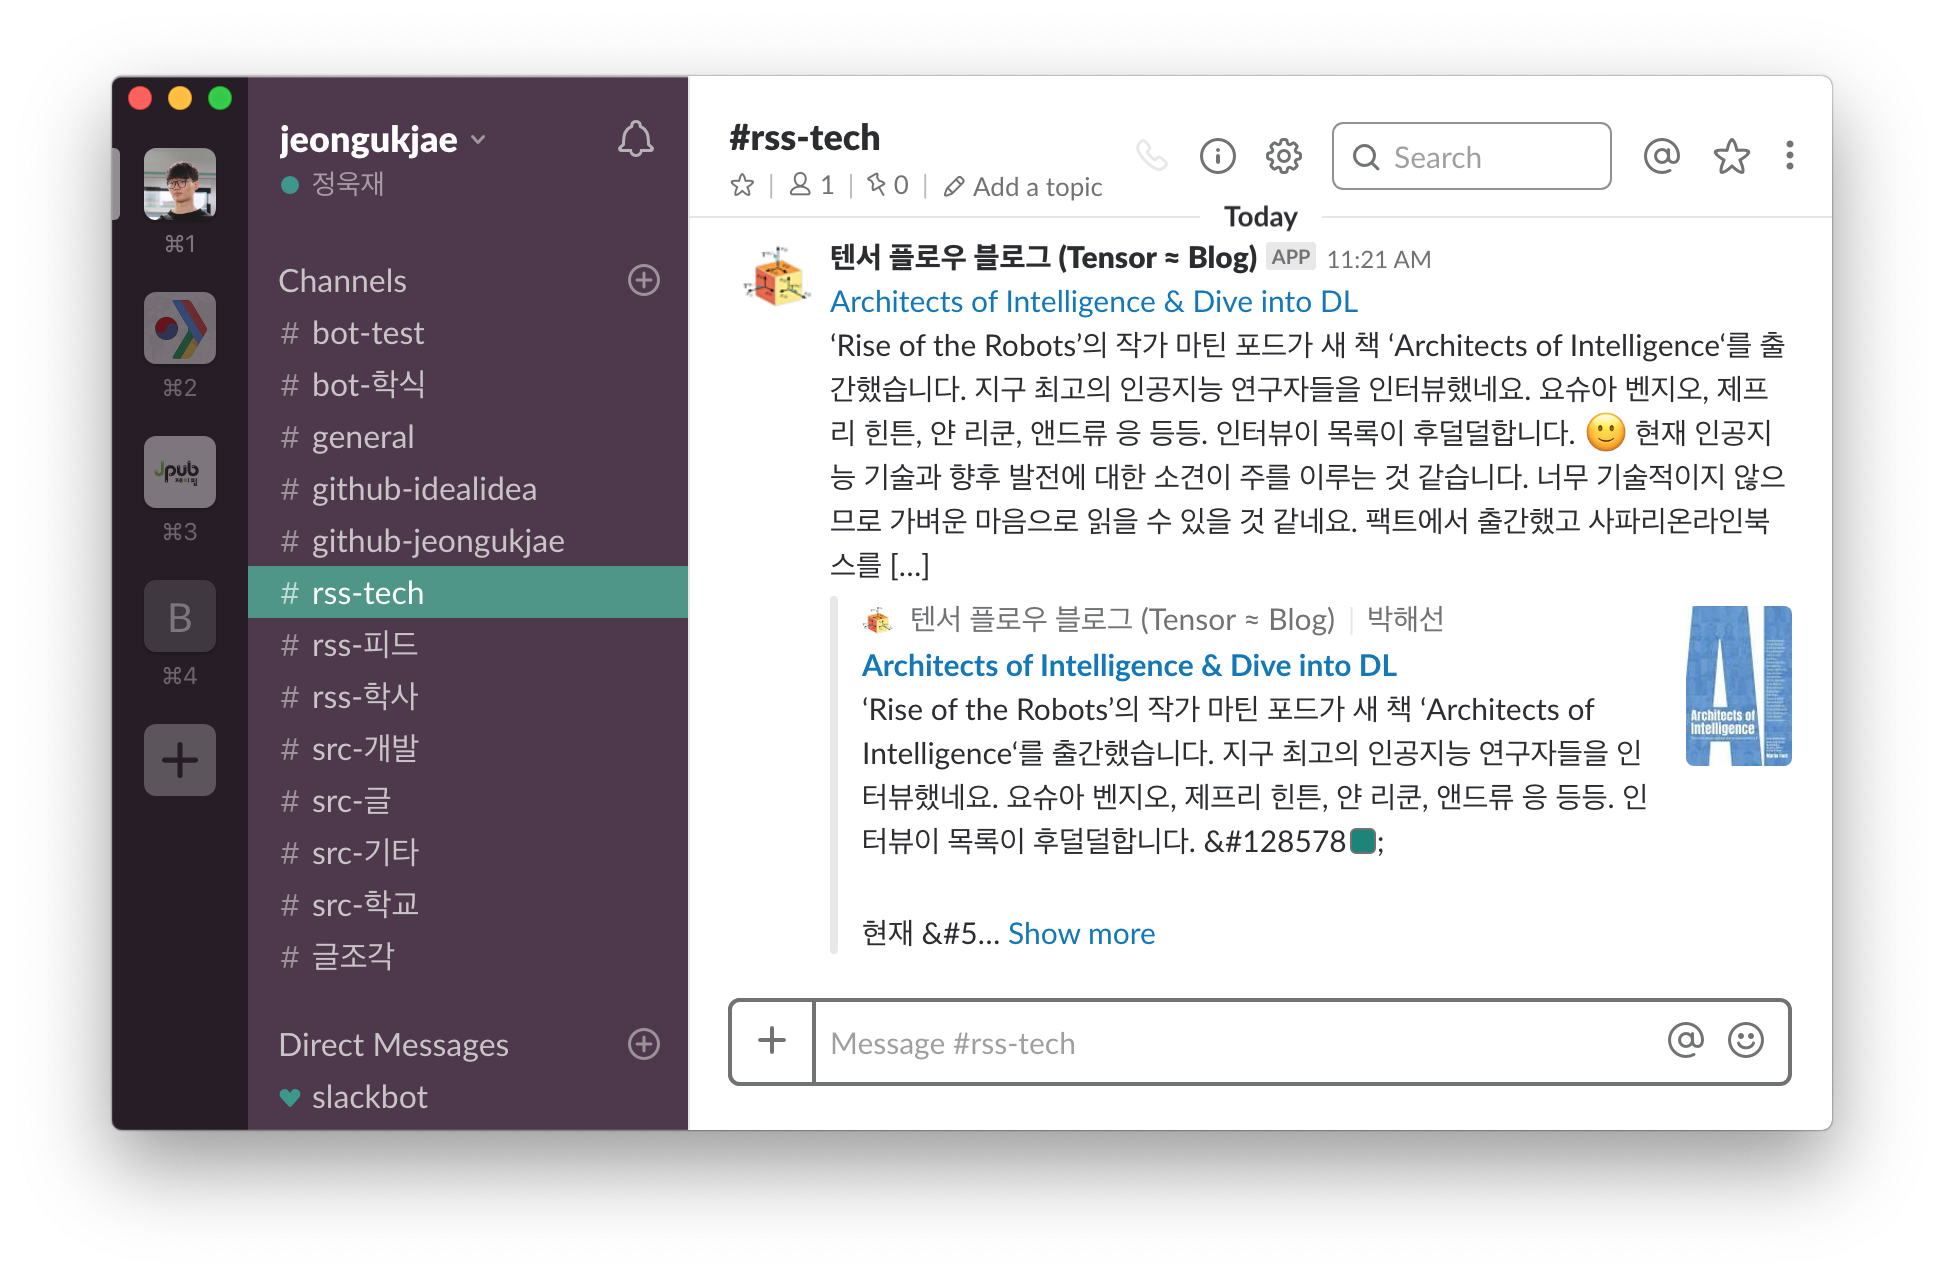 ⌘1
⌘2
Jpub
제이펍
⌘3
B
⌘4
jeongukjae
정욱재
Channels
# bot-test
# bot-학식
# general
# github-idealidea
# github-jeongukjae
# rss-tech
# rss-피드
# rss-학사
# src-개발
# src-글
# src-기타
# src-학교
# 글조각
Direct Messages
slackbot
#rss-tech
1
0
Add a topic
Search
Today
텐서 플로우 블로그 (Tensor ≈ Blog) APP 11:21 AM
Architects of Intelligence & Dive into DL
‘Rise of the Robots’의 작가 마틴 포드가 새 책 ‘Architects of Intelligence‘를 출
간했습니다. 지구 최고의 인공지능 연구자들을 인터뷰했네요. 요슈아 벤지오, 제프
리 힌튼, 얀 리쿤, 앤드류 응 등등. 인터뷰이 목록이 후덜덜합니다. 🙂 현재 인공지
능 기술과 향후 발전에 대한 소견이 주를 이루는 것 같습니다. 너무 기술적이지 않으
므로 가벼운 마음으로 읽을 수 있을 것 같네요. 팩트에서 출간했고 사파리온라인북
스를 [...]
텐서 플로우 블로그 (Tensor ≈ Blog) | 박해선
Architects of Intelligence & Dive into DL
‘Rise of the Robots’의 작가 마틴 포드가 새 책 ‘Architects of
Intelligence‘를 출간했습니다. 지구 최고의 인공지능 연구자들을 인
터뷰했네요. 요슈아 벤지오, 제프리 힌튼, 얀 리쿤, 앤드류 응 등등. 인
터뷰이 목록이 후덜덜합니다. &#128578;
현재 &#5... Show more
Architects of
Intelligence
Message #rss-tech